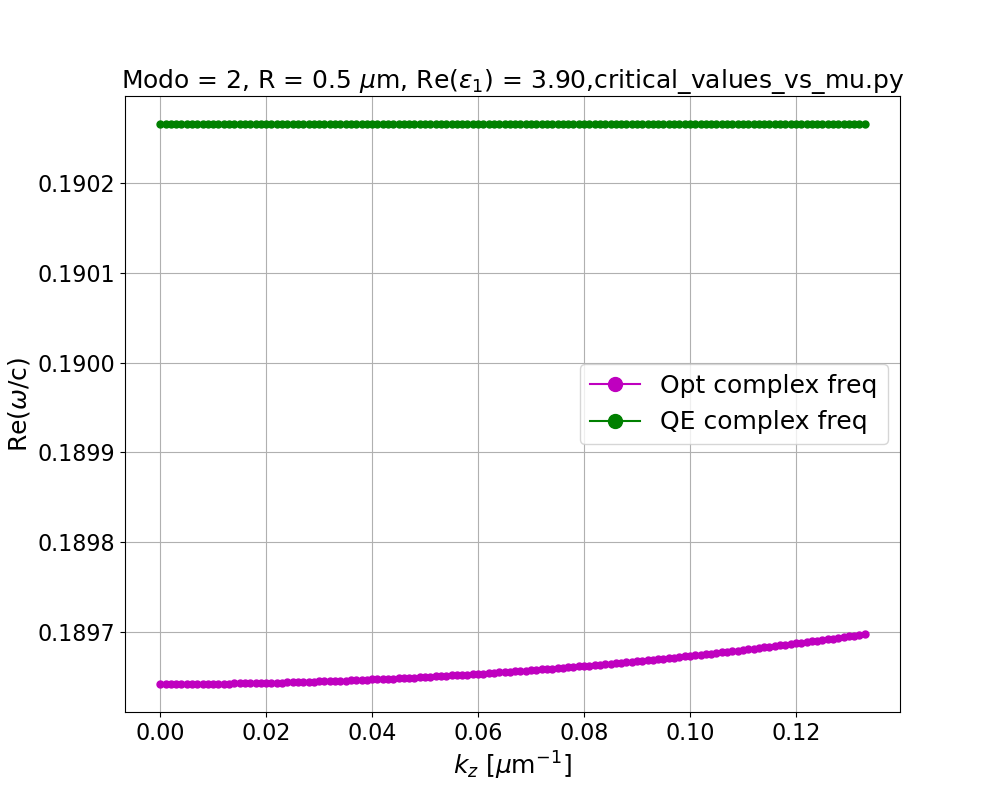 Modo = 2, R = 0.5 μm, Re(ε₁) = 3.90,critical_values_vs_mu.py
Re(ω/c)
0.1902
0.1901
0.1900
0.1899
0.1898
0.1897
Opt complex freq
QE complex freq
0.00 0.02 0.04 0.06 0.08 0.10 0.12
k_z [μm⁻¹]